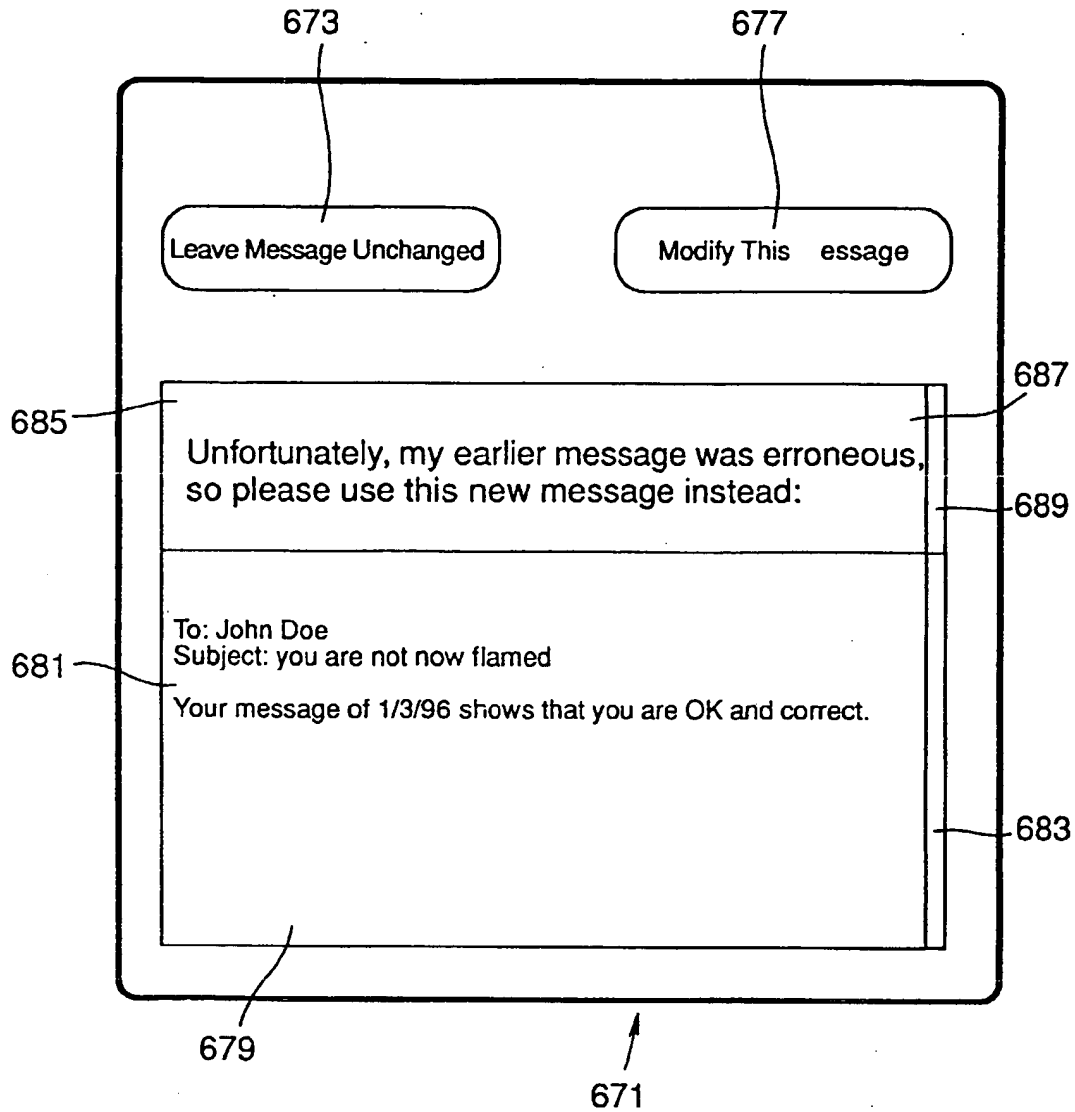 673
677
Leave Message Unchanged
Modify This essage
687
685
Unfortunately, my earlier message was erroneous,
so please use this new message instead:
689
To: John Doe
Subject: you are not now flamed
681
Your message of 1/3/96 shows that you are OK and correct.
683
679
671